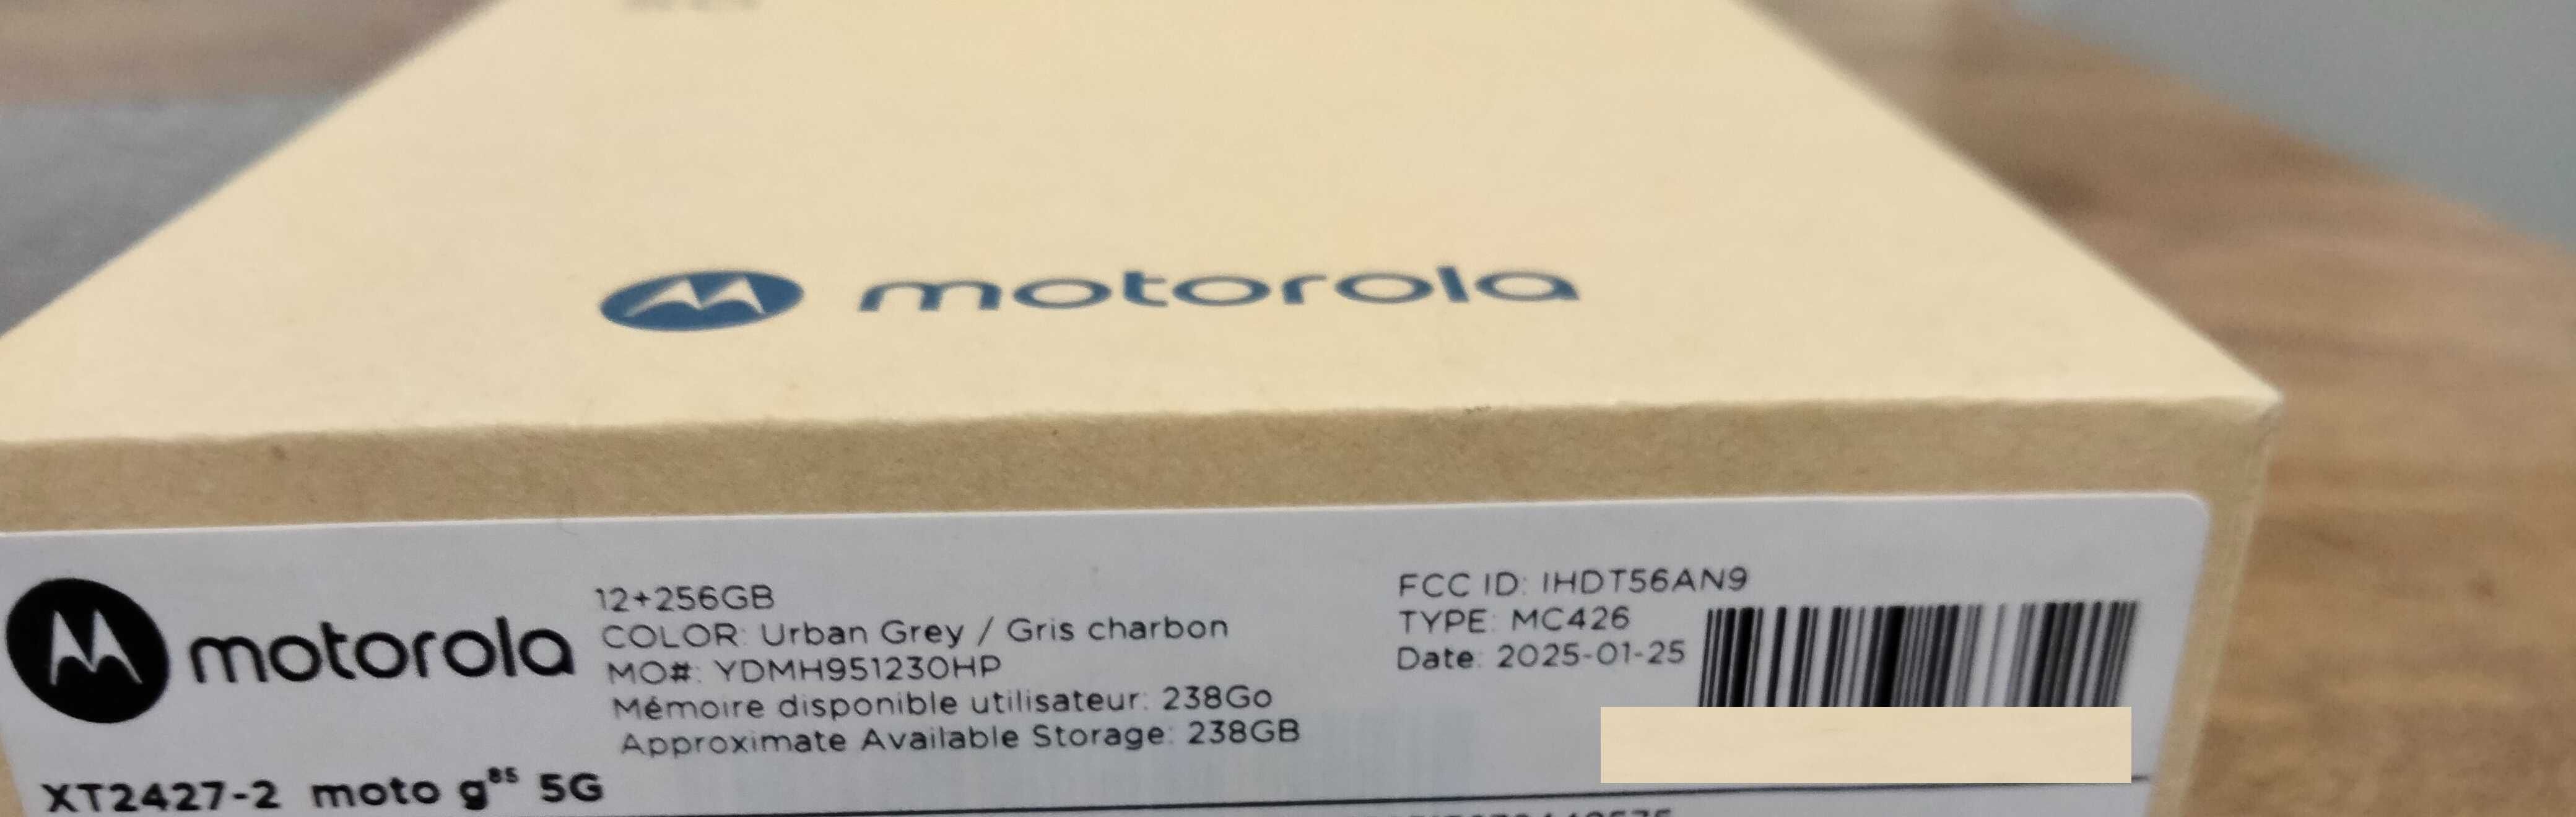 motorola
motorola
12+256GB
COLOR: Urban Grey / Gris charbon
MO#: YDMH951230HP
Mémoire disponible utilisateur: 238Go
Approximate Available Storage: 238GB
FCC ID: IHDT56AN9
TYPE: MC426
Date: 2025-01-25
XT2427-2 moto g85 5G